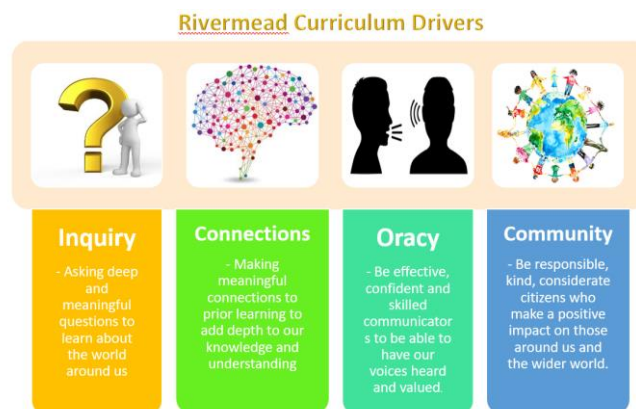 Rivermead Curriculum Drivers
Inquiry
- Asking deep
and
meaningful
questions to
learn about
the world
around us
Connections
- Making
meaningful
connections to
prior learning to
add depth to our
knowledge and
understanding
Oracy
- Be effective,
confident and
skilled
communicator
s to be able to
have our
voices heard
and valued.
Community
- Be responsible,
kind, considerate
citizens who
make a positive
impact on those
around us and
the wider world.